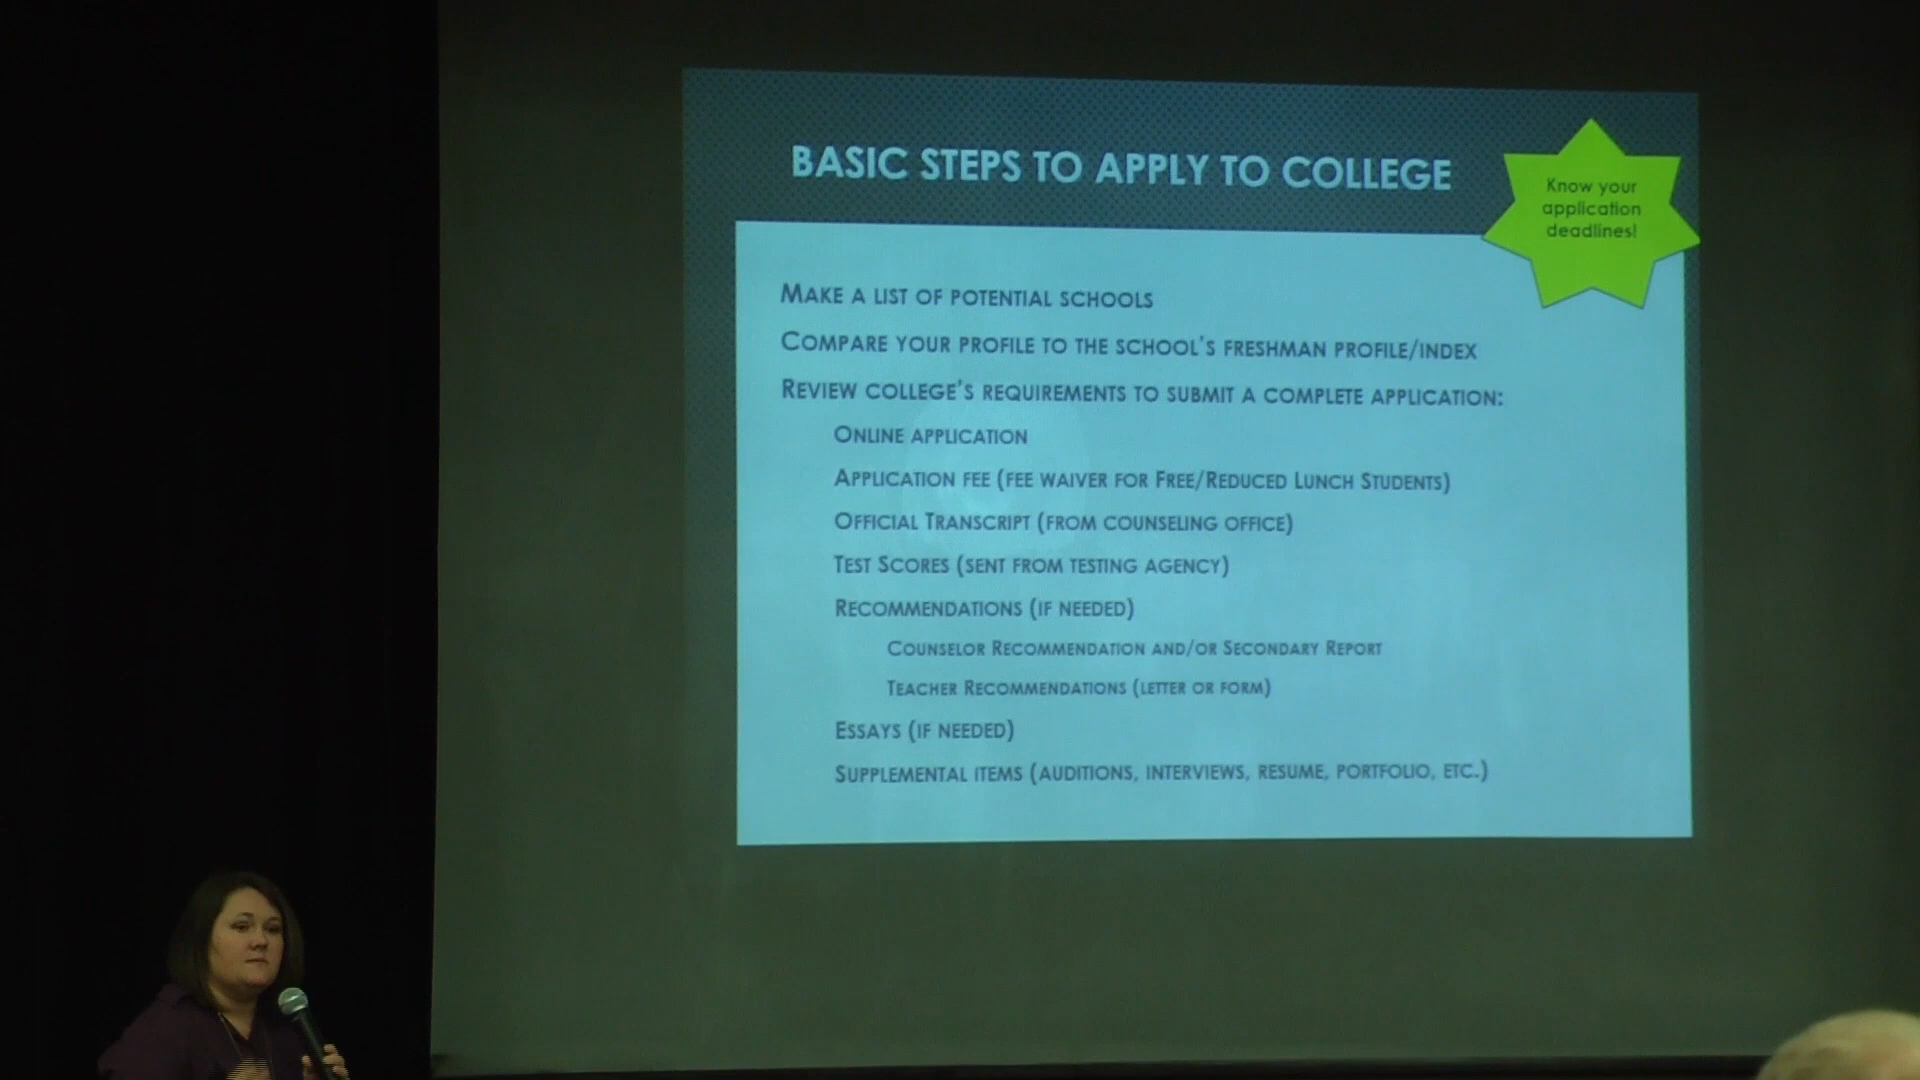 BASIC STEPS TO APPLY TO COLLEGE
Know your
application
deadlines!
MAKE A LIST OF POTENTIAL SCHOOLS
COMPARE YOUR PROFILE TO THE SCHOOL'S FRESHMAN PROFILE/INDEX
REVIEW COLLEGE'S REQUIREMENTS TO SUBMIT A COMPLETE APPLICATION:
ONLINE APPLICATION
APPLICATION FEE (FEE WAIVER FOR FREE/REDUCED LUNCH STUDENTS)
OFFICIAL TRANSCRIPT (FROM COUNSELING OFFICE)
TEST SCORES (SENT FROM TESTING AGENCY)
RECOMMENDATIONS (IF NEEDED)
COUNSELOR RECOMMENDATION AND/OR SECONDARY REPORT
TEACHER RECOMMENDATIONS (LETTER OR FORM)
ESSAYS (IF NEEDED)
SUPPLEMENTAL ITEMS (AUDITIONS, INTERVIEWS, RESUME, PORTFOLIO, ETC.)